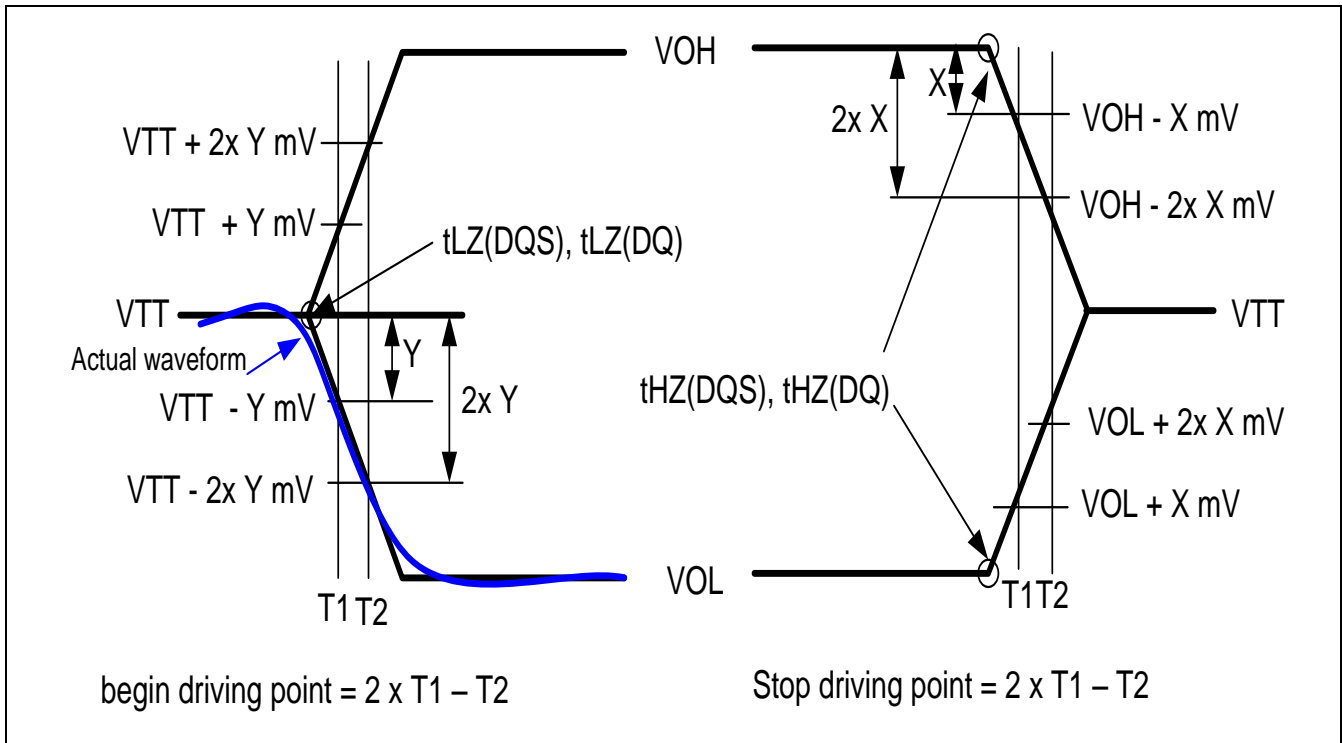 VOH
X
2x X
VOH - X mV
VOH - 2x X mV
VTT + 2x Y mV
VTT + Y mV
tLZ(DQS), tLZ(DQ)
VTT
Actual waveform
Y
VTT - Y mV
2x Y
VTT - 2x Y mV
VTT
tHZ(DQS), tHZ(DQ)
VOL + 2x X mV
VOL + X mV
VOL
T1 T2
T1 T2
begin driving point = 2 x T1 – T2
Stop driving point = 2 x T1 – T2